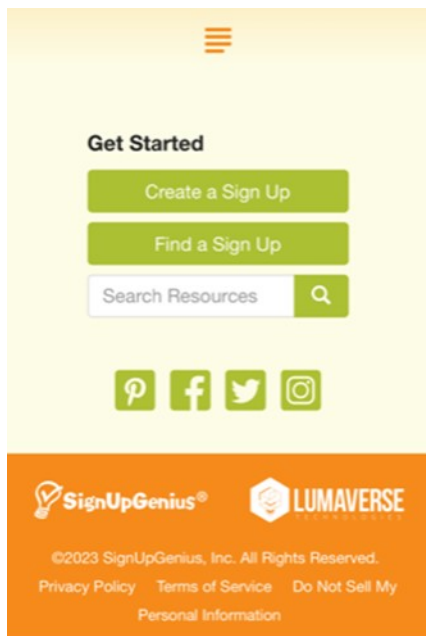 Get Started
Create a Sign Up
Find a Sign Up
Search Resources
SignUpGenius®
LUMAVERSE
TECHNOLOGIES
©2023 SignUpGenius, Inc. All Rights Reserved.
Privacy Policy Terms of Service Do Not Sell My
Personal Information